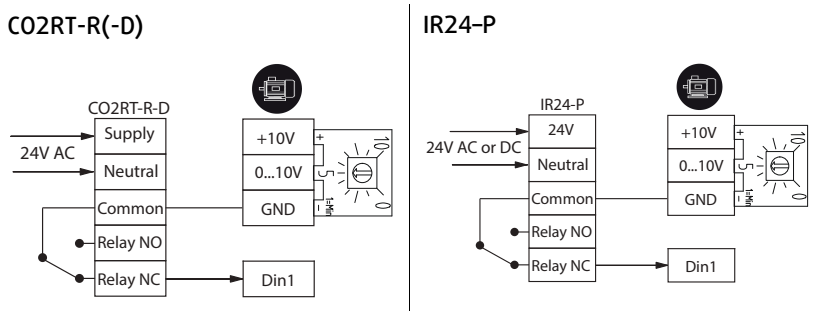 CO2RT-R(-D)
CO2RT-R-D
24V AC
Supply
Neutral
Common
Relay NO
Relay NC
+10V
0...10V
GND
Din1
+
-
10
5
0
1=Min
IR24-P
IR24-P
24V AC or DC
24V
Neutral
Common
Relay NO
Relay NC
+10V
0...10V
GND
Din1
+
-
10
5
0
1=Min